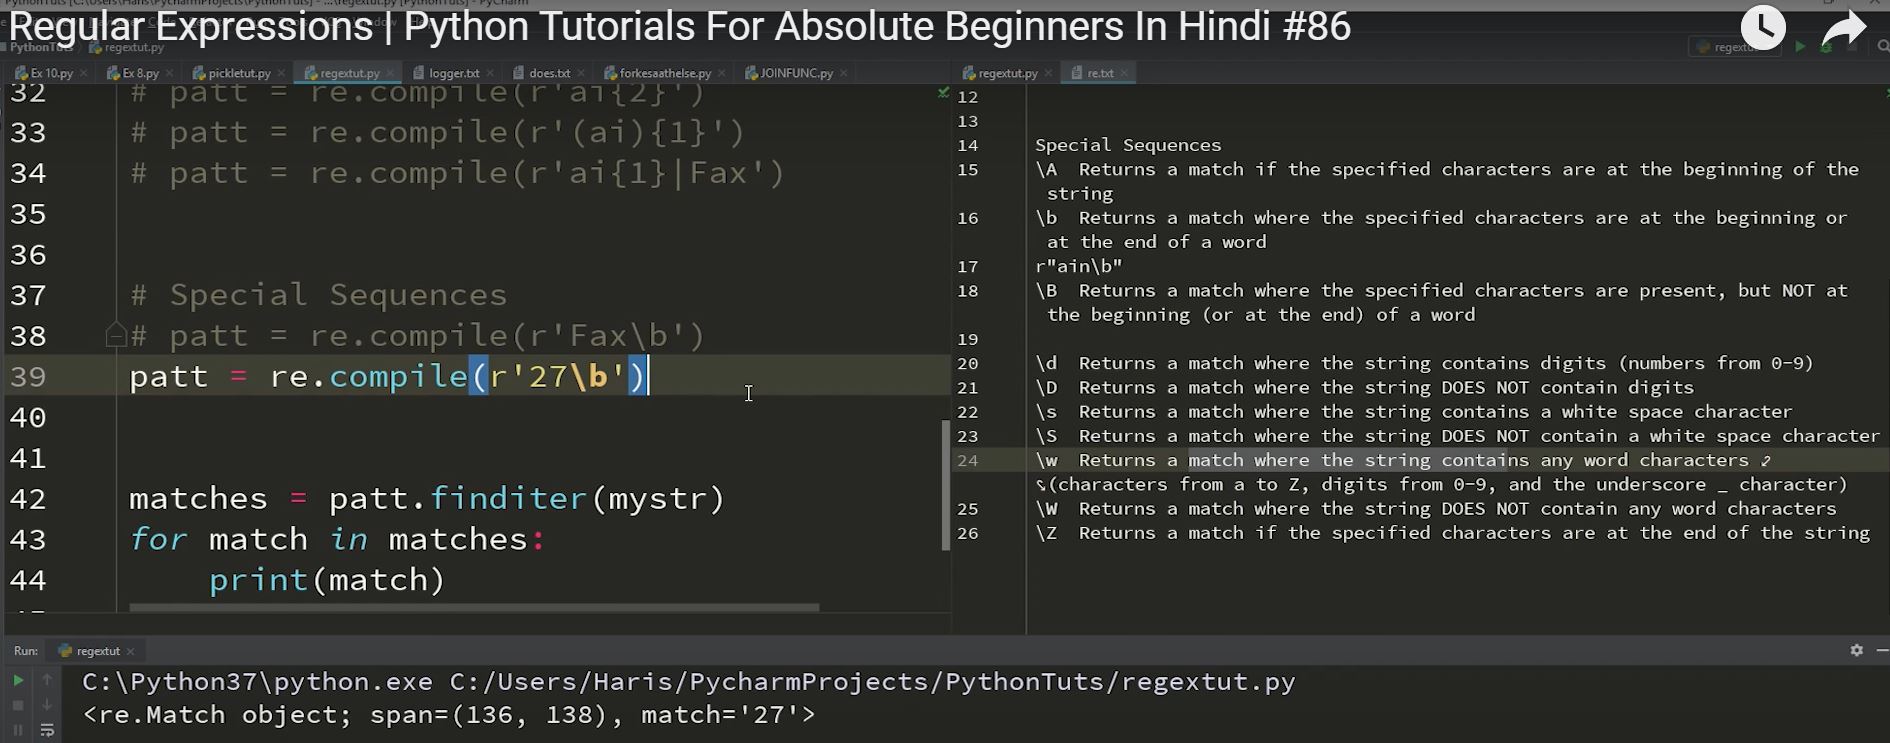 Regular Expressions | Python Tutorials For Absolute Beginners In Hindi #86
regextut.py
Ex 10.py
Ex 8.py
pickletut.py
regextut.py
logger.txt
does.txt
forkesaathelse.py
JOINFUNC.py
32 # patt = re.compile(r'ai{2}')
33 # patt = re.compile(r'(ai){1}')
34 # patt = re.compile(r'ai{1}|Fax')
35
36
37 # Special Sequences
38 # patt = re.compile(r'Fax\b')
39 patt = re.compile(r'27\b')
40
41
42 matches = patt.finditer(mystr)
43 for match in matches:
44 print(match)
regextut.py
re.txt
12
13
14 Special Sequences
15 \A Returns a match if the specified characters are at the beginning of the
string
16 \b Returns a match where the specified characters are at the beginning or
at the end of a word
17 r"ain\b"
18 \B Returns a match where the specified characters are present, but NOT at
the beginning (or at the end) of a word
19
20 \d Returns a match where the string contains digits (numbers from 0-9)
21 \D Returns a match where the string DOES NOT contain digits
22 \s Returns a match where the string contains a white space character
23 \S Returns a match where the string DOES NOT contain a white space character
24 \w Returns a match where the string contains any word characters
(characters from a to Z, digits from 0-9, and the underscore _ character)
25 \W Returns a match where the string DOES NOT contain any word characters
26 \Z Returns a match if the specified characters are at the end of the string
Run: regextut
C:\Python37\python.exe C:/Users/Haris/PycharmProjects/PythonTuts/regextut.py
<re.Match object; span=(136, 138), match='27'>